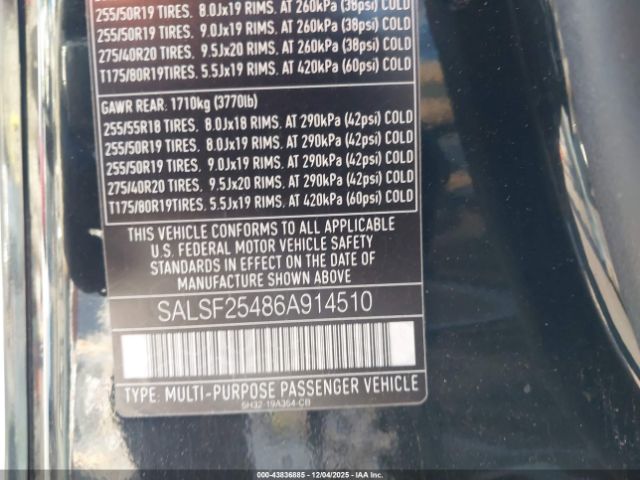 255/50R19 TIRES. 8.0Jx19 RIMS. AT 260kPa (38psi) COLD
255/50R19 TIRES. 9.0Jx19 RIMS. AT 260kPa (38psi) COLD
275/40R20 TIRES. 9.5Jx20 RIMS. AT 260kPa (38psi) COLD
T175/80R19TIRES. 5.5Jx19 RIMS. AT 420kPa (60psi) COLD
GAWR REAR: 1710kg (3770lb)
255/55R18 TIRES. 8.0Jx18 RIMS. AT 290kPa (42psi) COLD
255/50R19 TIRES. 8.0Jx19 RIMS. AT 290kPa (42psi) COLD
255/50R19 TIRES. 9.0Jx19 RIMS. AT 290kPa (42psi) COLD
275/40R20 TIRES. 9.5Jx20 RIMS. AT 290kPa (42psi) COLD
T175/80R19TIRES. 5.5Jx19 RIMS. AT 420kPa (60psi) COLD
THIS VEHICLE CONFORMS TO ALL APPLICABLE
U.S. FEDERAL MOTOR VEHICLE SAFETY
STANDARDS IN EFFECT ON THE DATE OF
MANUFACTURE SHOWN ABOVE
SALSF25486A914510
TYPE: MULTI-PURPOSE PASSENGER VEHICLE
5H32-19A364-CB
00-43836885 - 12/04/2025 - IAAI.COM